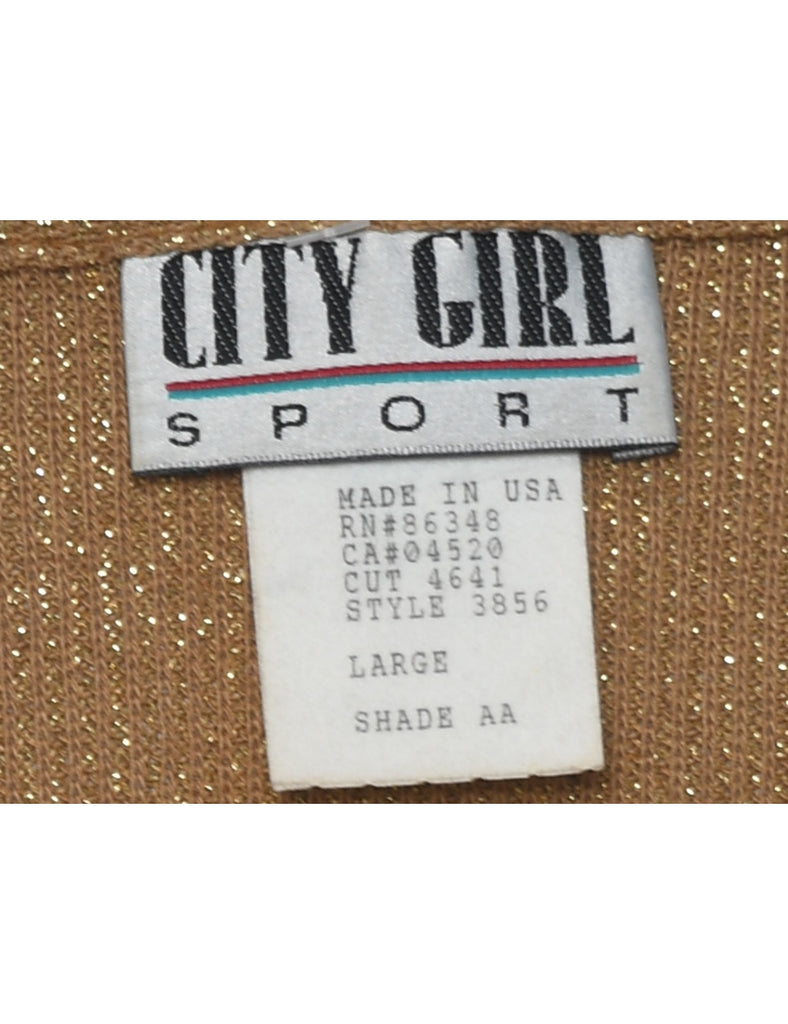 CITY GIRL
SPORT
MADE IN USA
RN#86348
CA#04520
CUT 4641
STYLE 3856
LARGE
SHADE AA